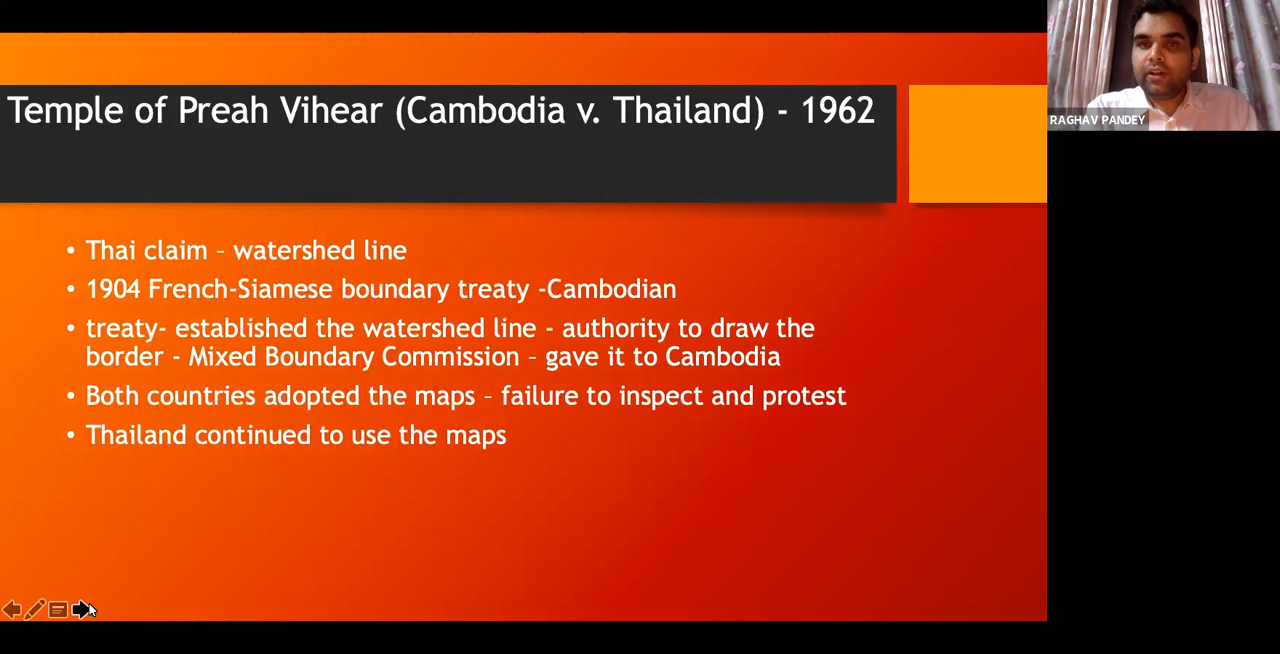 Temple of Preah Vihear (Cambodia v. Thailand) - 1962
RAGHAV PANDEY
• Thai claim – watershed line
• 1904 French-Siamese boundary treaty -Cambodian
• treaty- established the watershed line - authority to draw the
border - Mixed Boundary Commission – gave it to Cambodia
• Both countries adopted the maps – failure to inspect and protest
• Thailand continued to use the maps